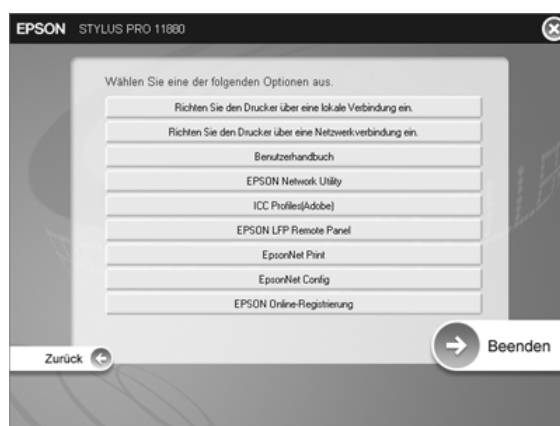 EPSON STYLUS PRO 11880
Wählen Sie eine der folgenden Optionen aus.
Richten Sie den Drucker über eine lokale Verbindung ein.
Richten Sie den Drucker über eine Netzwerkverbindung ein.
Benutzerhandbuch
EPSON Network Utility
ICC Profiles(Adobe)
EPSON LFP Remote Panel
EpsonNet Print
EpsonNet Config
EPSON Online-Registrierung
Zurück
Beenden